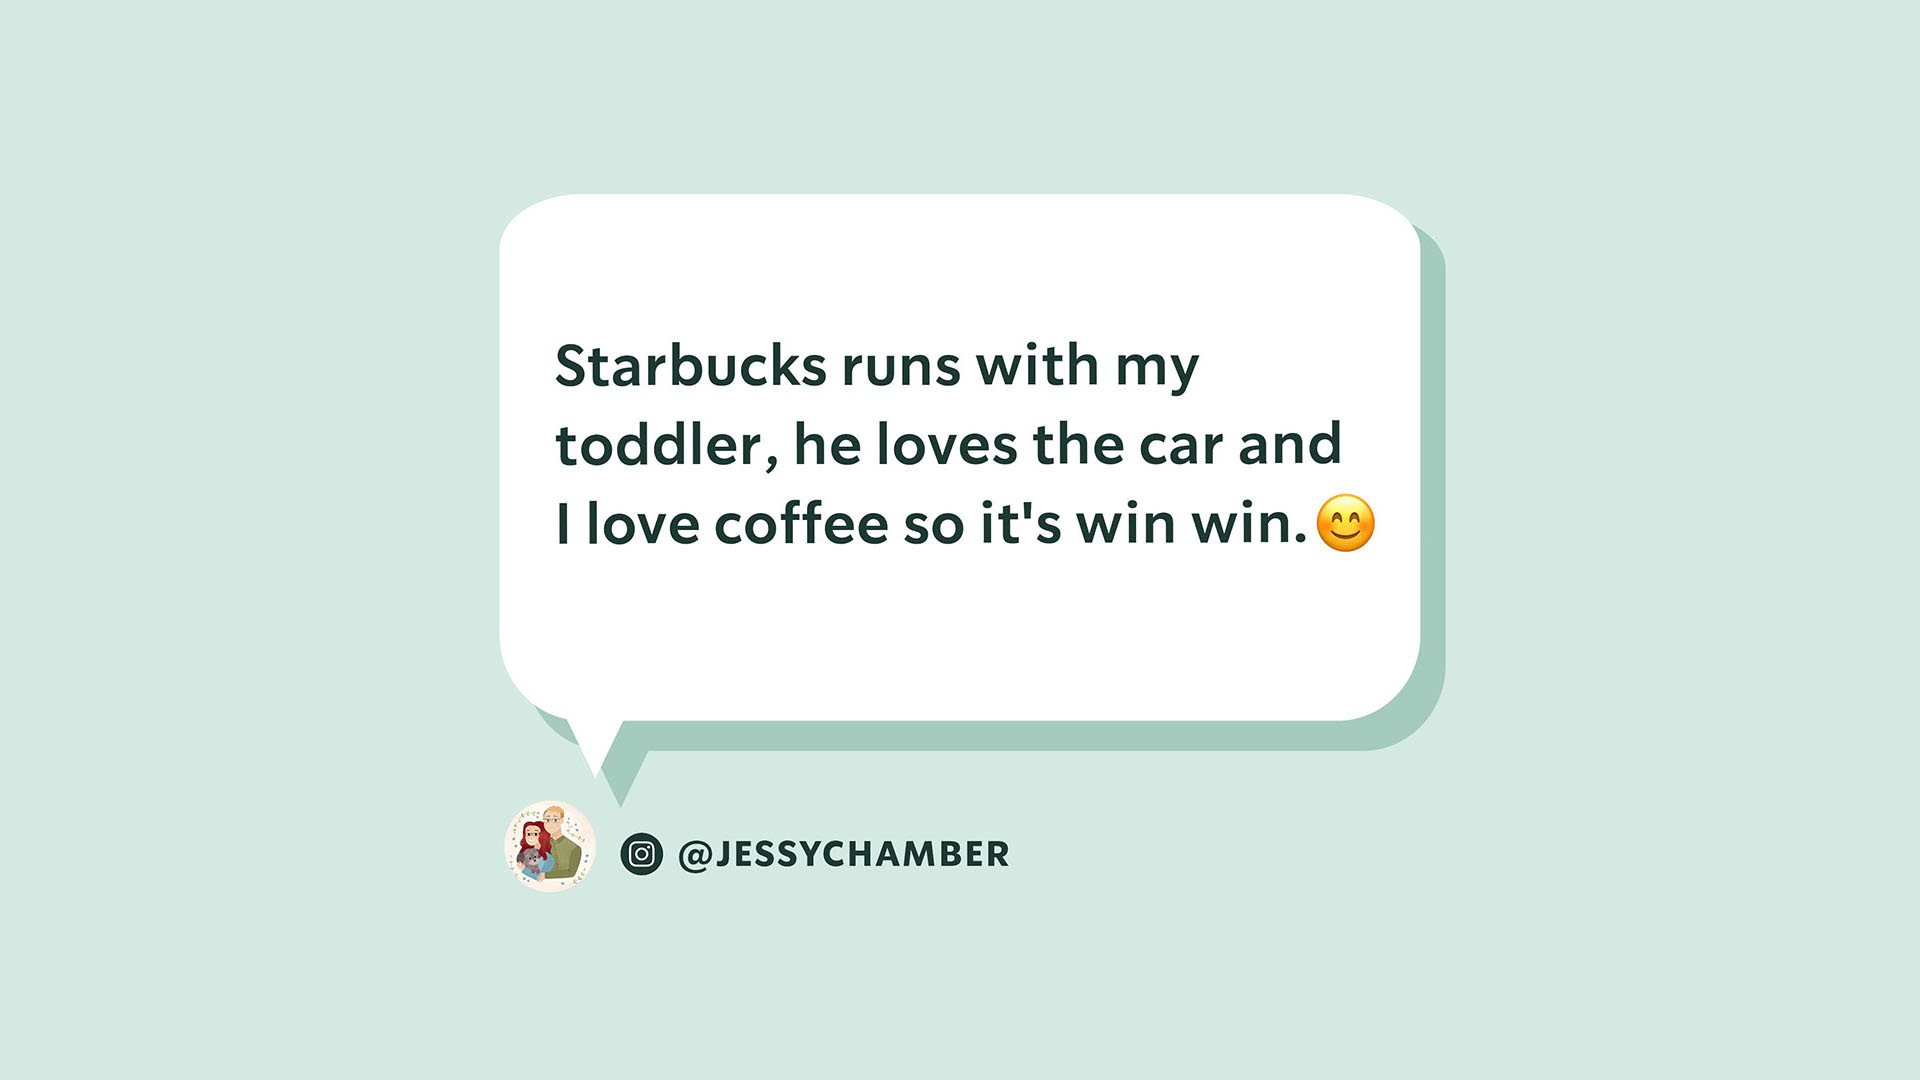 Starbucks runs with my
toddler, he loves the car and
I love coffee so it's win win.😊
@JESSYCHAMBER